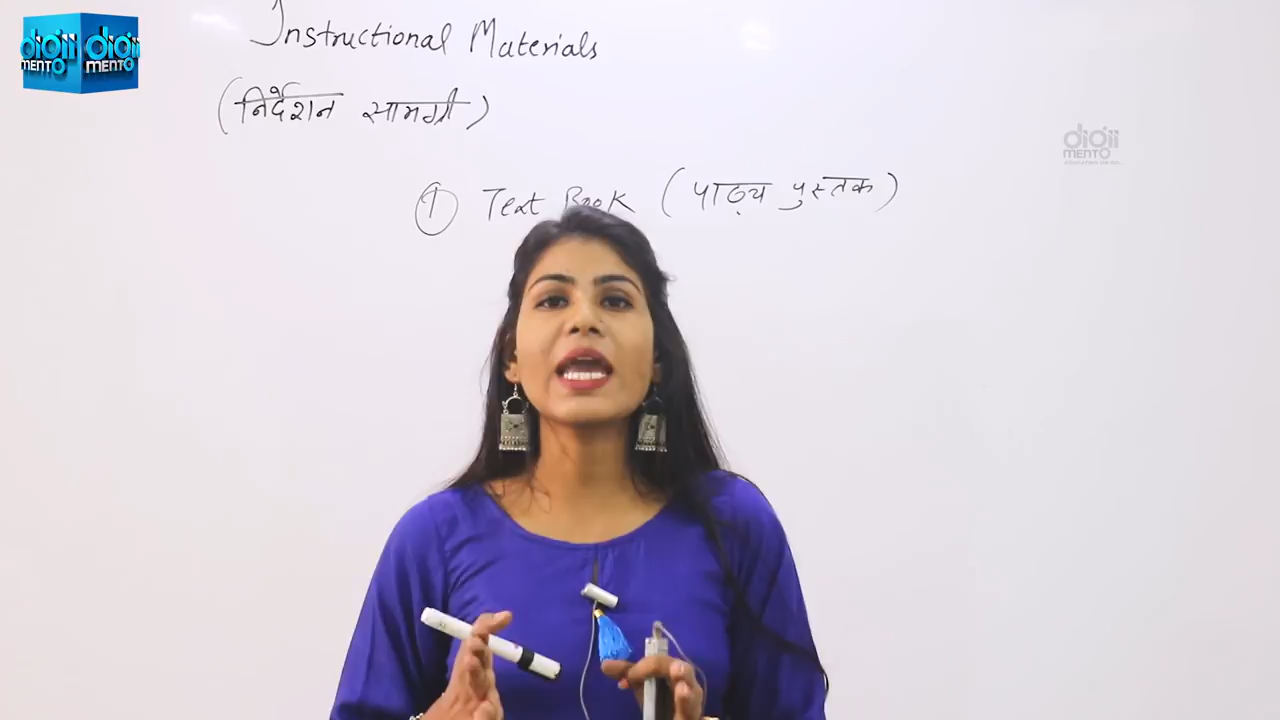 digii digii
MENTO MENTO
Instructional Materials
(निर्देशन सामग्री)
digii
MENTO
① Text Book (पाठ्य पुस्तक)